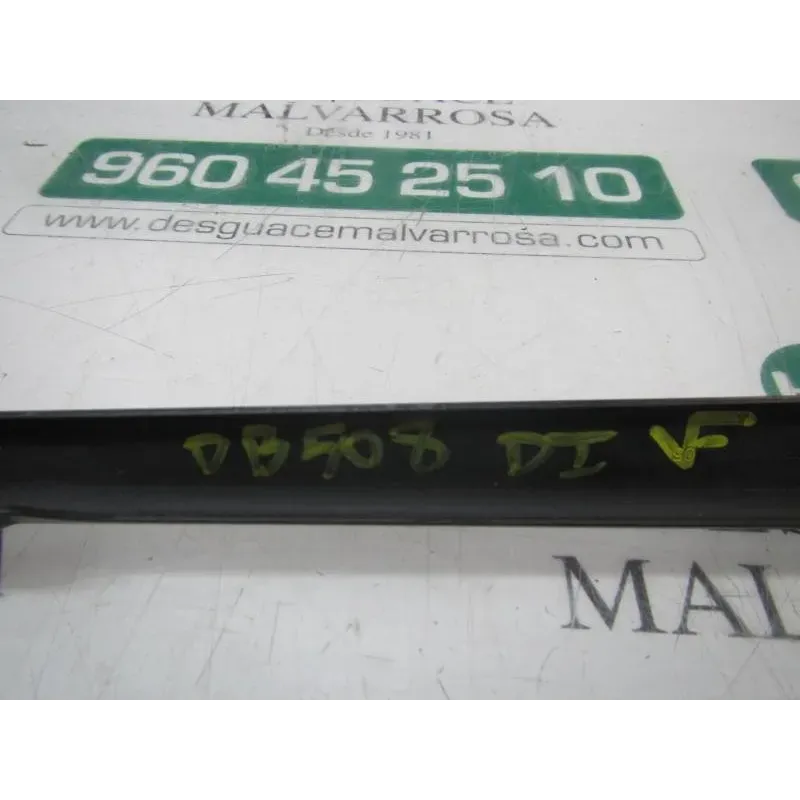 MALVARROSA
Desde 1981
960 45 25 10
www.desguacemalvarrosa.com
DB508 DI
MAL